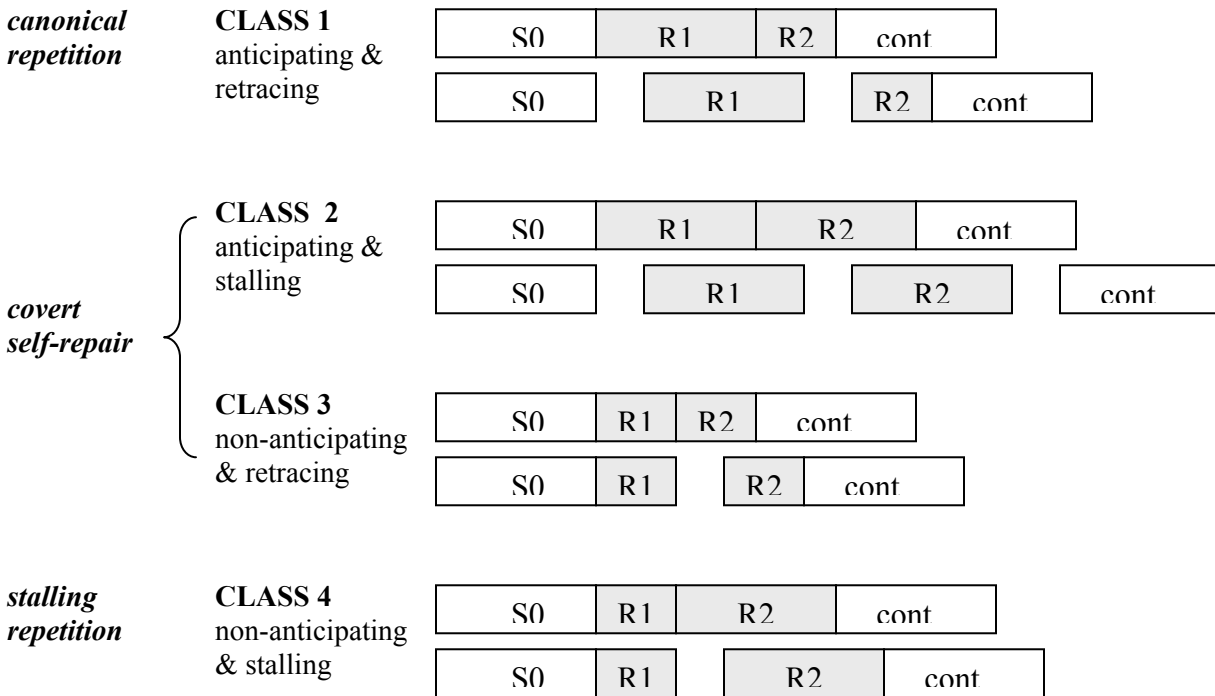 canonical repetition
CLASS 1
anticipating &
retracing
S0 R1 R2 cont
S0 R1 R2 cont
covert
self-repair
CLASS 2
anticipating &
stalling
S0 R1 R2 cont
S0 R1 R2 cont
CLASS 3
non-anticipating
& retracing
S0 R1 R2 cont
S0 R1 R2 cont
stalling
repetition
CLASS 4
non-anticipating
& stalling
S0 R1 R2 cont
S0 R1 R2 cont